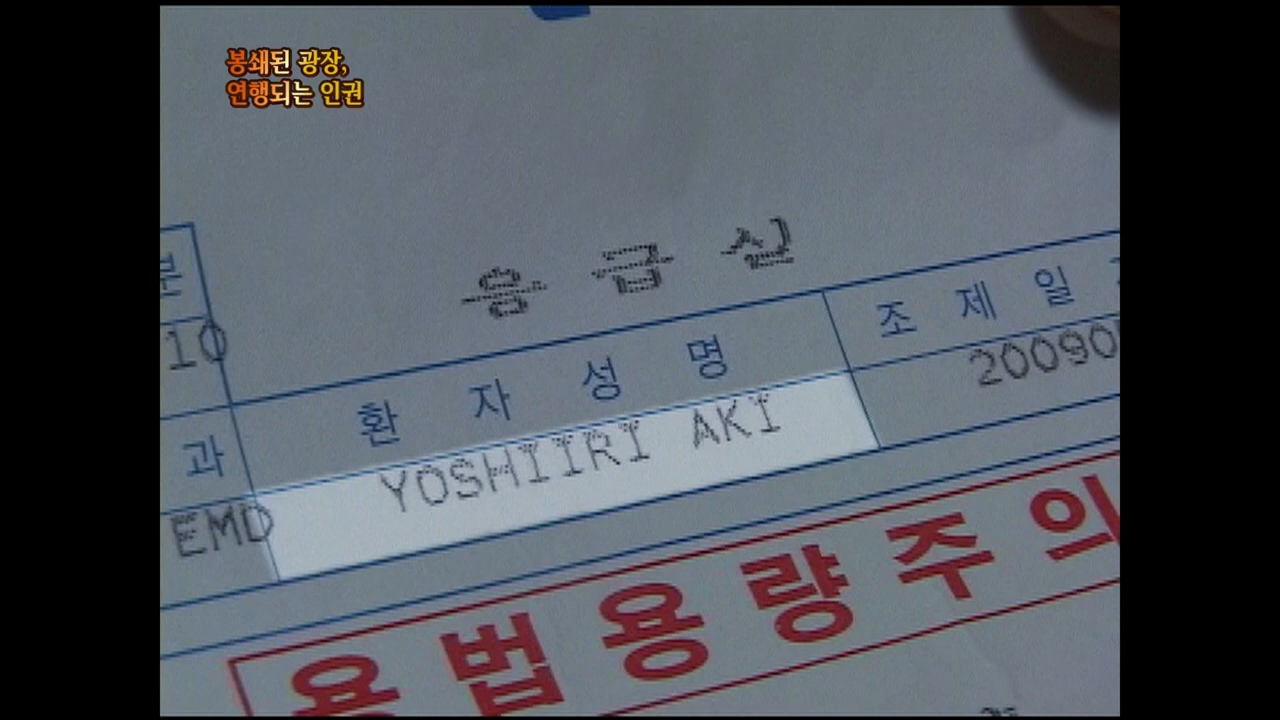 봉쇄된 광장,
연행되는 인권
응급실
환자성명
조제일
10
과
YOSHIIRI AKI
20090
EMD
용법용량주의